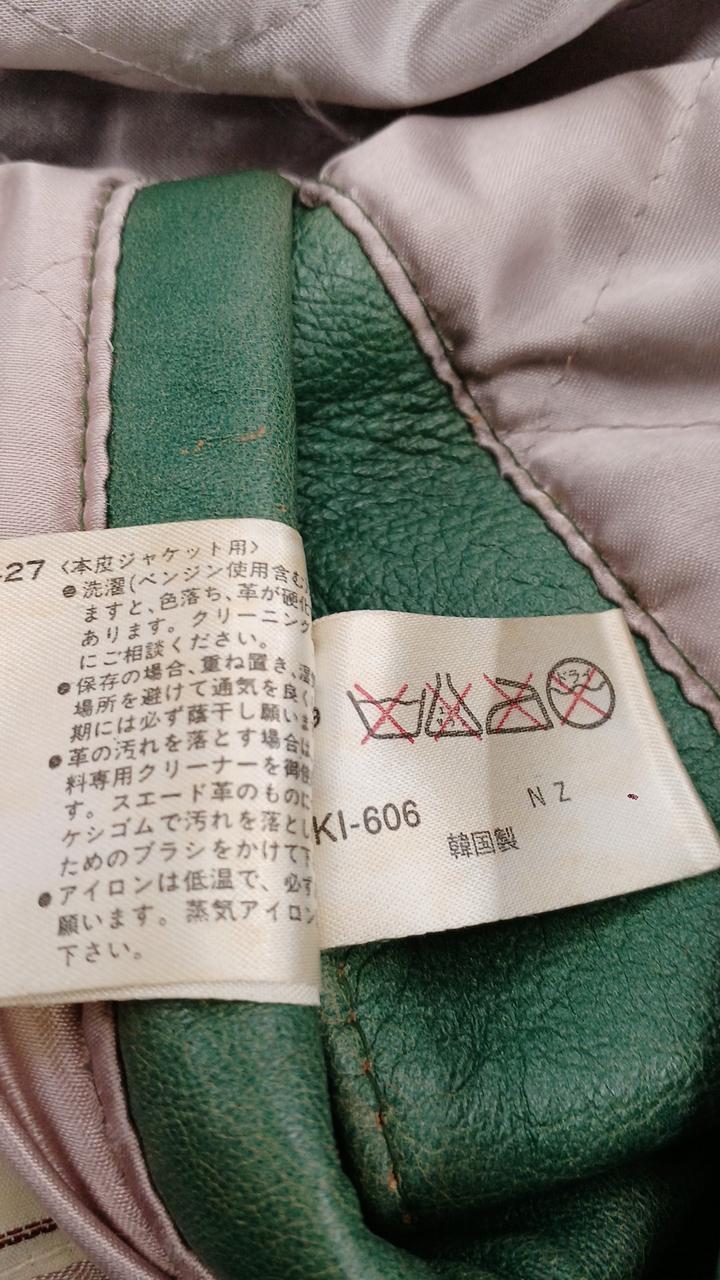 -27 〈本皮ジャケット用〉
●洗濯(ベンジン使用含む
ますと、色落ち、革が硬化
あります。クリーニング
にご相談ください。
●保存の場合、重ね置き、湿
場所を避けて通気を良く
期には必ず蔭干し願いま
●革の汚れを落とす場合は
料専用クリーナーを御使
す。スエード革のものに
ケシゴムで汚れを落とし
ためのブラシをかけて下
●アイロンは低温で、必ず
願います。蒸気アイロン
下さい。
ドライ
NZ
KI-606
韓国製